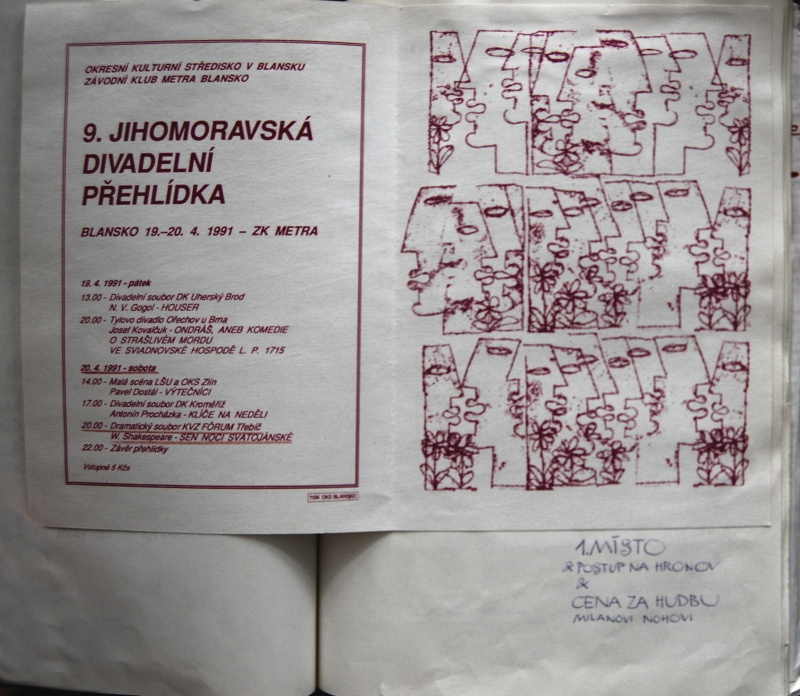 OKRESNÍ KULTURNÍ STŘEDISKO V BLANSKU
ZÁVODNÍ KLUB METRA BLANSKO
9. JIHOMORAVSKÁ
DIVADELNÍ
PŘEHLÍDKA
BLANSKO 19.–20. 4. 1991 – ZK METRA
19. 4. 1991 - pátek
13.00 - Divadelní soubor DK Uherský Brod
N. V. Gogol - HOUSER
20.00 - Tylovo divadlo Ořechov u Brna
Josef Kovalčuk - ONDRÁŠ, ANEB KOMEDIE
O STRAŠLIVÉM MORDU
VE SVIADNOVSKÉ HOSPODĚ L. P. 1715
20. 4. 1991 - sobota
14.00 - Malá scéna LŠU a OKS Zlín
Pavel Dostál - VÝTEČNÍCI
17.00 - Divadelní soubor DK Kroměříž
Antonín Procházka - KLÍČE NA NEDĚLI
20.00 - Dramatický soubor KVZ FÓRUM Třebíč
W. Shakespeare - SEN NOCI SVATOJÁNSKÉ
22.00 - Závěr přehlídky
Vstupné 5 Kčs
TISK OKS BLANSKO
1. MÍSTO
& POSTUP NA HRONOV
&
CENA ZA HUDBU
MILANOVI NOHOVI